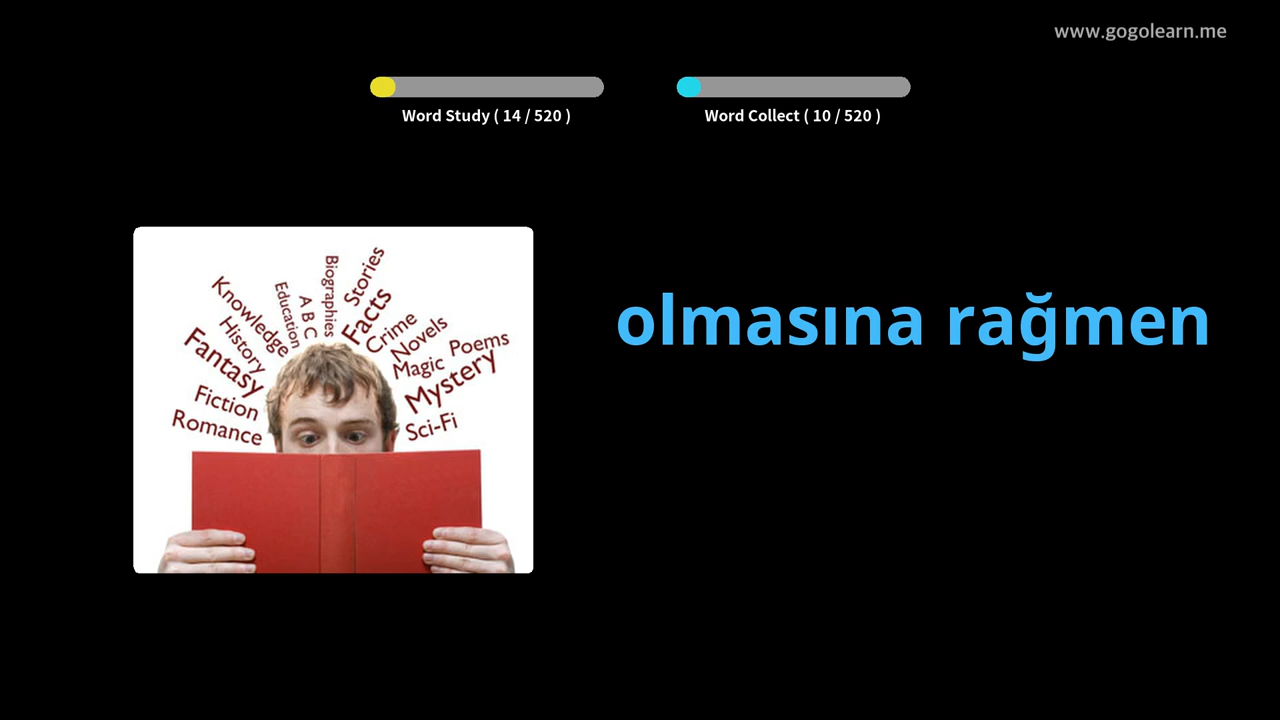 www.gogolearn.me
Word Study ( 14 / 520 )
Word Collect ( 10 / 520 )
olmasına rağmen
Knowledge
Education
A B C
Biographies
Stories
Facts
Crime
Novels
Poems
History
Fantasy
Magic
Mystery
Fiction
Romance
Sci-Fi